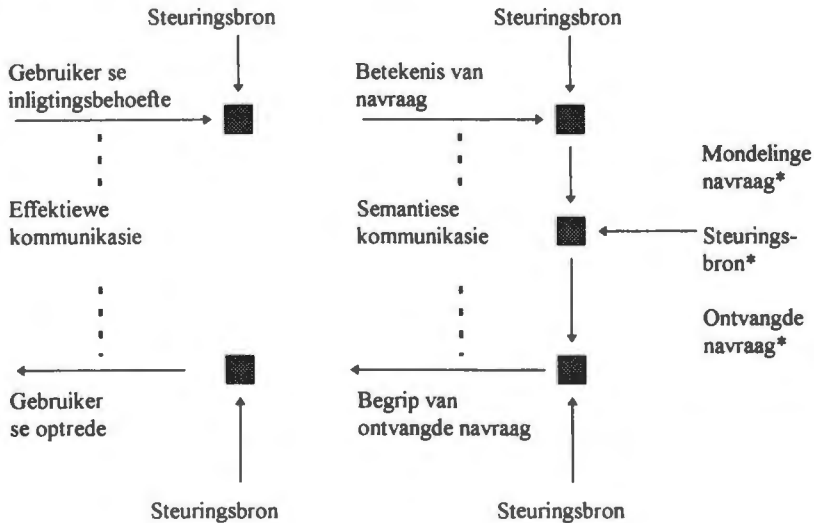 Steuringsbron
Steuringsbron
Gebruiker se
inligtingsbehoefte
Betekenis van
navraag
Mondelinge
navraag*
Effektiewe
kommunikasie
Semantiese
kommunikasie
Steurings-
bron*
Ontvangde
navraag*
Gebruiker
se optrede
Begrip van
ontvangde navraag
Steuringsbron
Steuringsbron